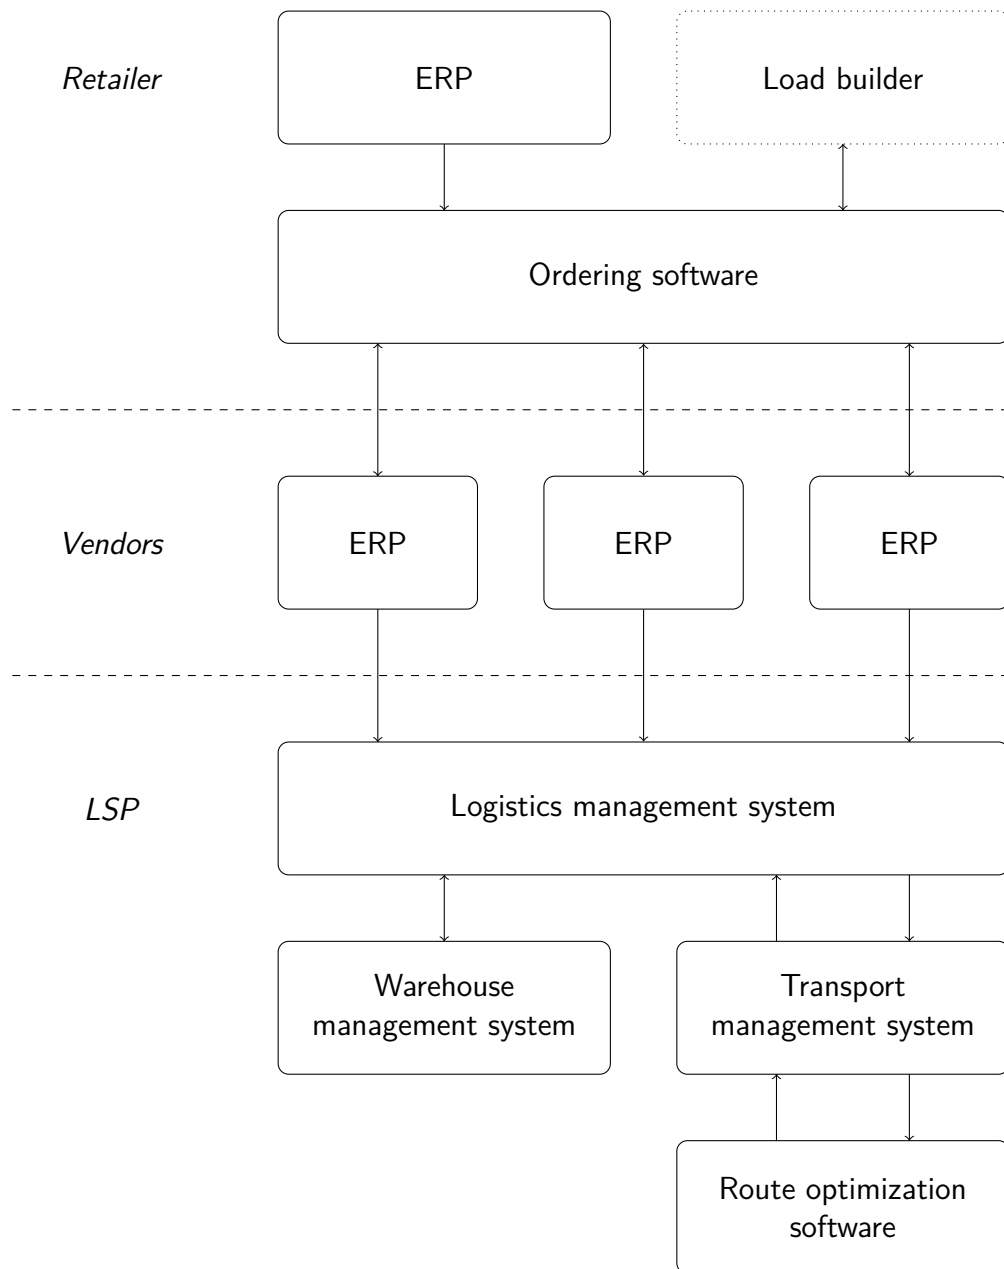 Retailer
ERP
Load builder
Ordering software
Vendors
ERP
ERP
ERP
LSP
Logistics management system
Warehouse
management system
Transport
management system
Route optimization
software